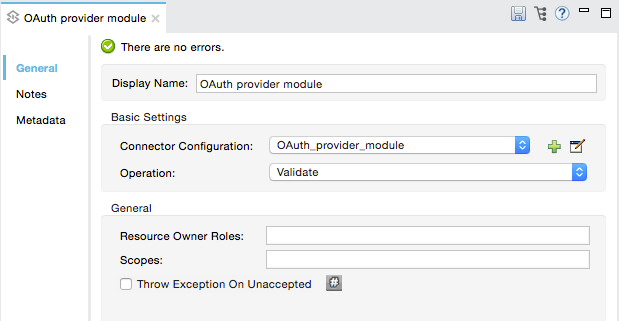 OAuth provider module
There are no errors.
General
Notes
Metadata
Display Name: OAuth provider module
Basic Settings
Connector Configuration: OAuth_provider_module
Operation: Validate
General
Resource Owner Roles:
Scopes:
Throw Exception On Unaccepted